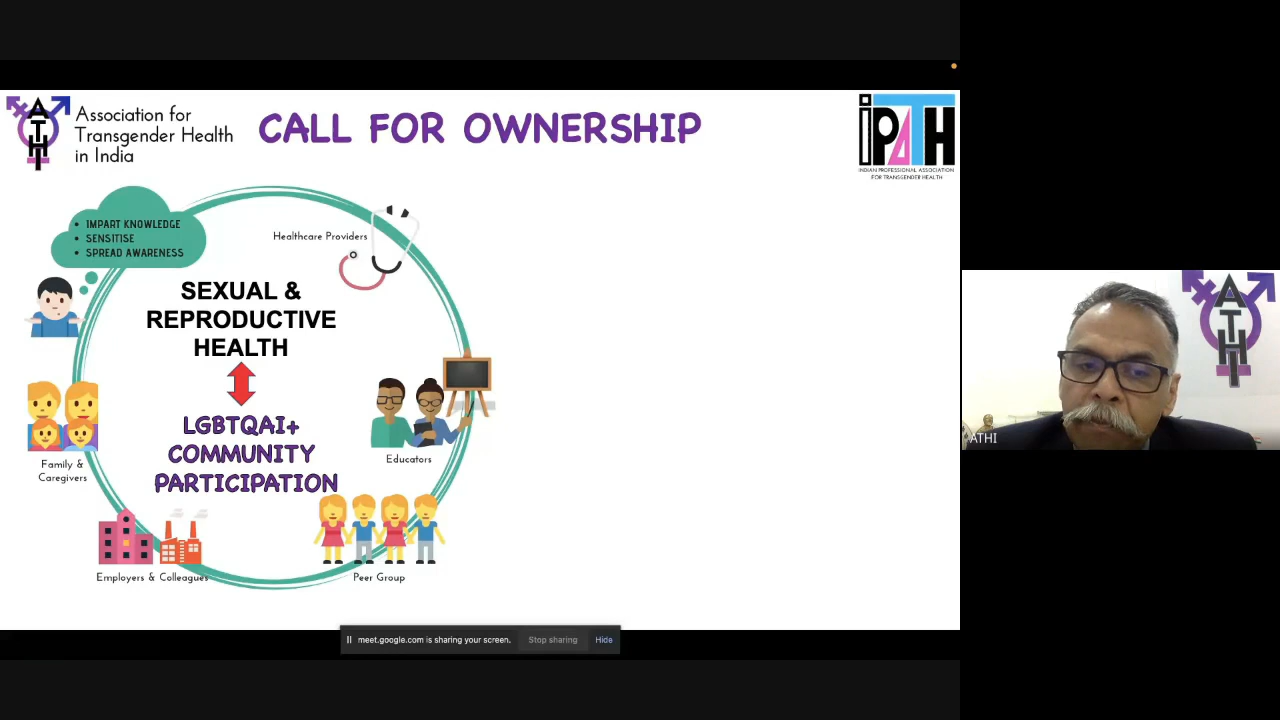 ATHI
Association for
Transgender Health
in India
CALL FOR OWNERSHIP
iPATH
INDIAN PROFESSIONAL ASSOCIATION
FOR TRANSGENDER HEALTH
• IMPART KNOWLEDGE
• SENSITISE
• SPREAD AWARENESS
Healthcare Providers
SEXUAL &
REPRODUCTIVE
HEALTH
LGBTQAI+
COMMUNITY
PARTICIPATION
Educators
Family &
Caregivers
Employers & Colleagues
Peer Group
meet.google.com is sharing your screen.
Stop sharing
Hide
ATHI
ATHI